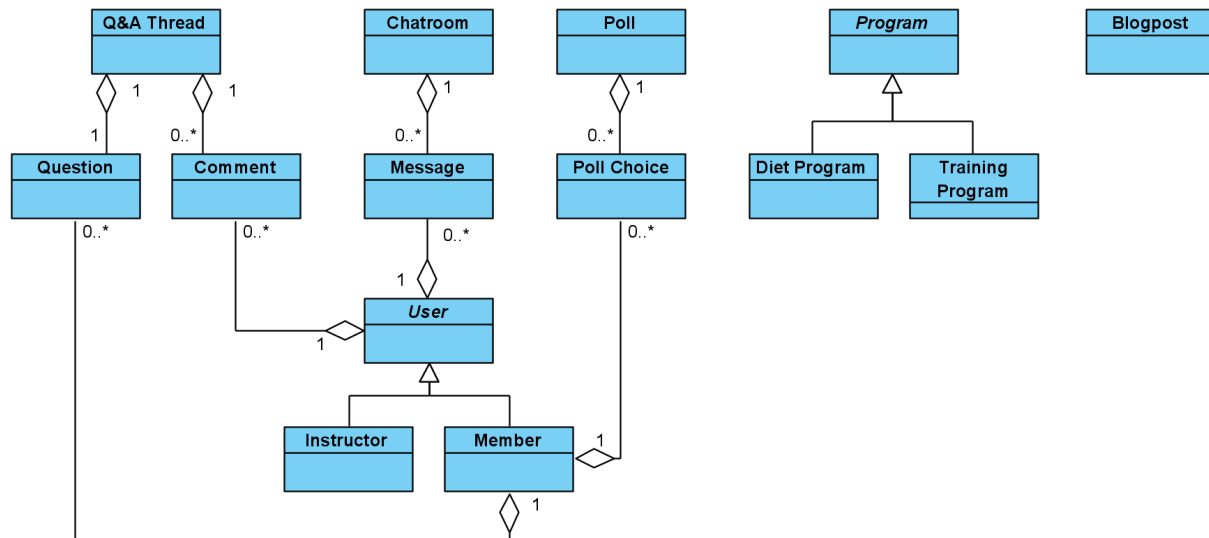 Q&A Thread
Chatroom
Poll
Program
Blogpost
1
1
1
1
1
0..*
0..*
0..*
Question
Comment
Message
Poll Choice
Diet Program
Training
Program
0..*
0..*
0..*
0..*
1
User
1
Instructor
Member
1
1